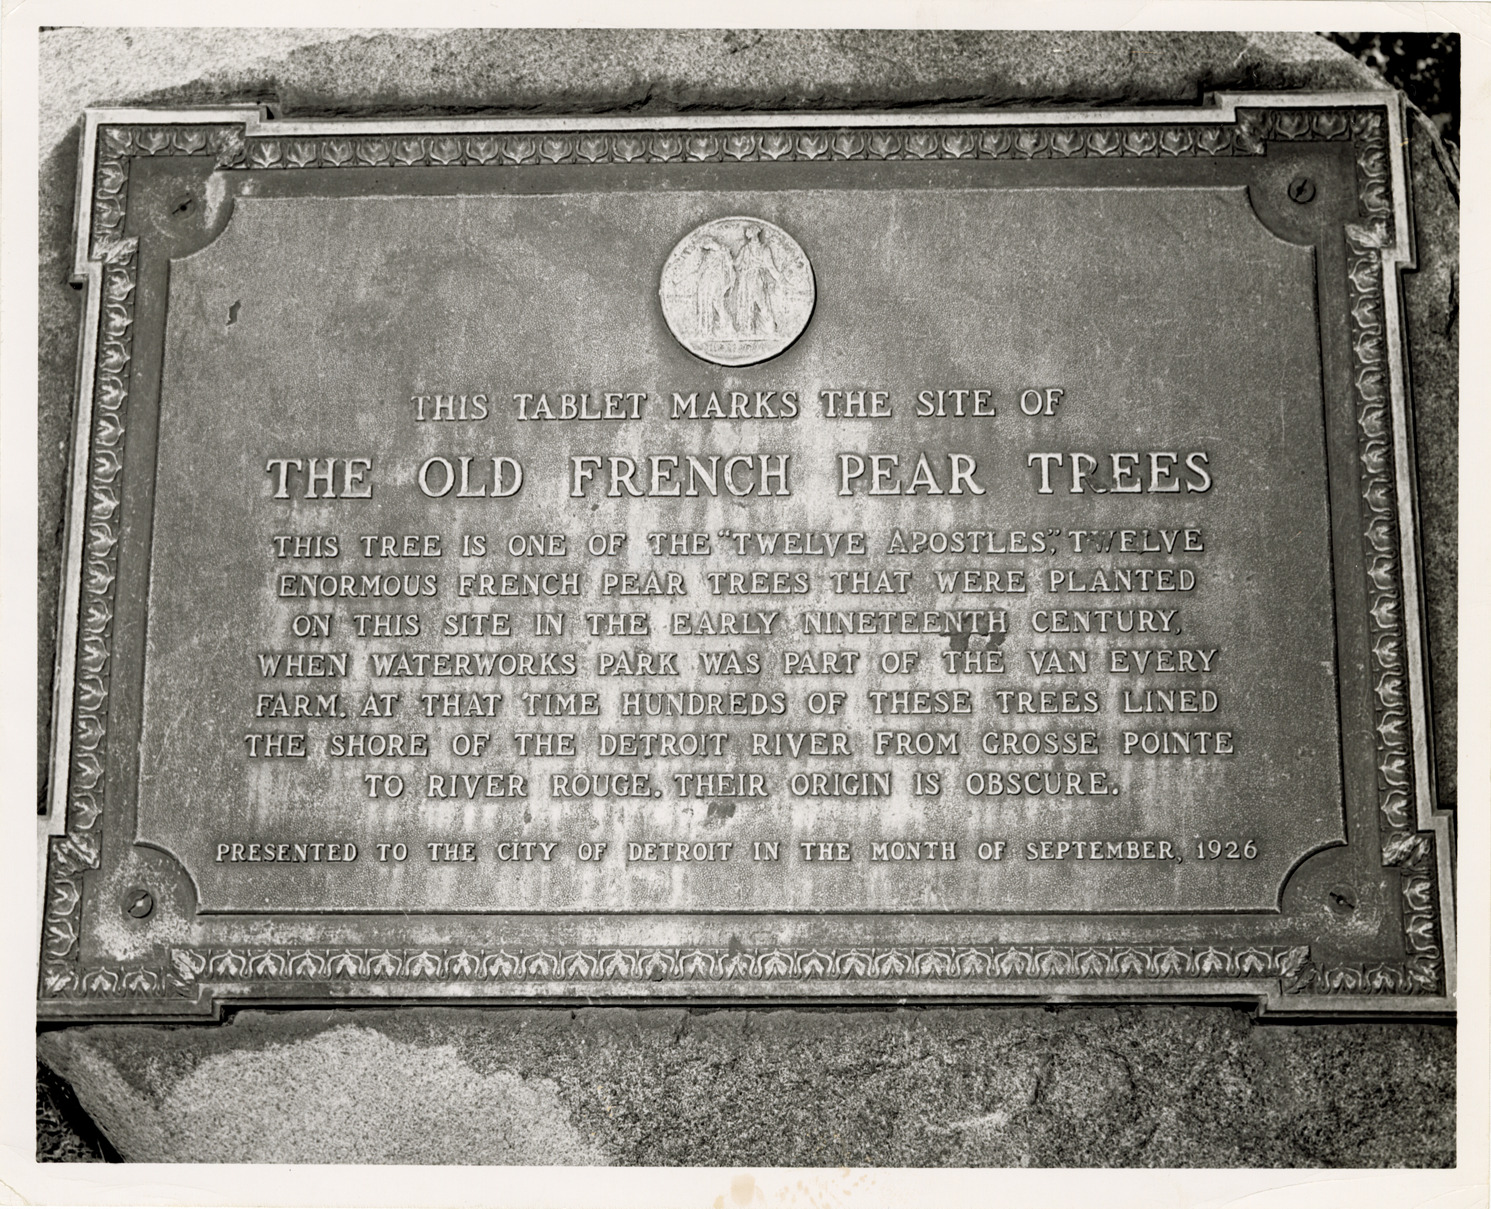 THIS TABLET MARKS THE SITE OF
THE OLD FRENCH PEAR TREES
THIS TREE IS ONE OF THE "TWELVE APOSTLES", TWELVE
ENORMOUS FRENCH PEAR TREES THAT WERE PLANTED
ON THIS SITE IN THE EARLY NINETEENTH CENTURY,
WHEN WATERWORKS PARK WAS PART OF THE VAN EVERY
FARM. AT THAT TIME HUNDREDS OF THESE TREES LINED
THE SHORE OF THE DETROIT RIVER FROM GROSSE POINTE
TO RIVER ROUGE. THEIR ORIGIN IS OBSCURE.
PRESENTED TO THE CITY OF DETROIT IN THE MONTH OF SEPTEMBER, 1926